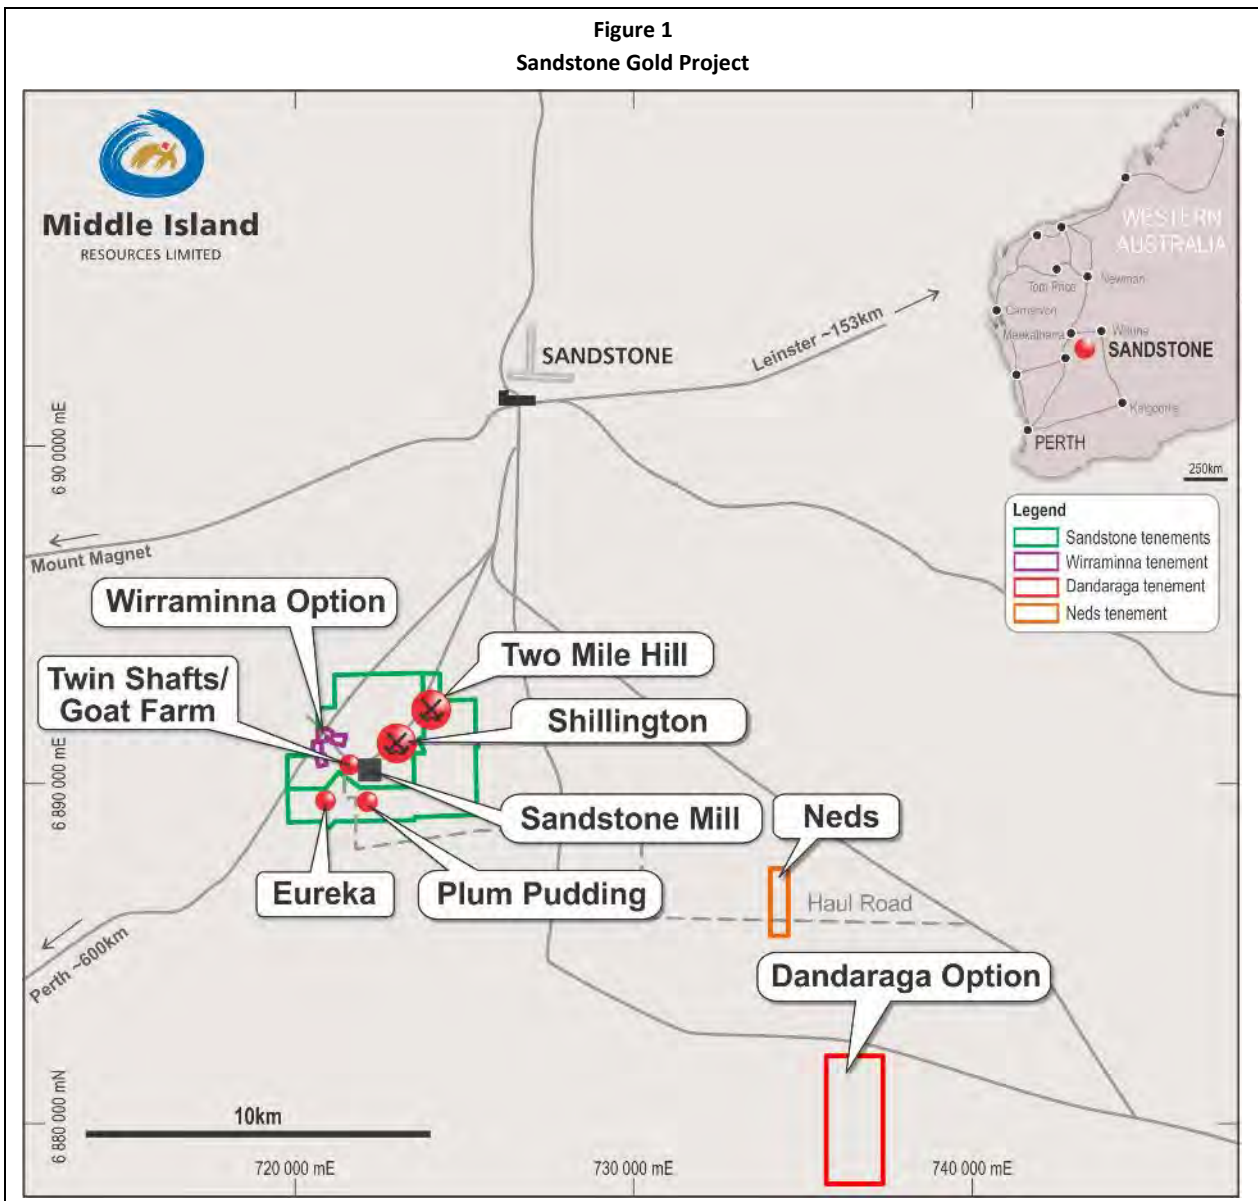 Figure 1
Sandstone Gold Project
Middle Island
RESOURCES LIMITED
WESTERN
AUSTRALIA
Tom Price
Newman
Carnarvon
Meekatharra
Wiluna
SANDSTONE
Kalgoorlie
PERTH
250km
SANDSTONE
Leinster ~153km
6 90 0000 mE
Mount Magnet
Legend
Sandstone tenements
Wirraminna tenement
Dandaraga tenement
Neds tenement
Wirraminna Option
Two Mile Hill
Twin Shafts/
Goat Farm
Shillington
6 890 000 mE
Sandstone Mill
Neds
Eureka
Plum Pudding
Haul Road
Perth ~600km
Dandaraga Option
6 880 000 mN
10km
720 000 mE
730 000 mE
740 000 mE